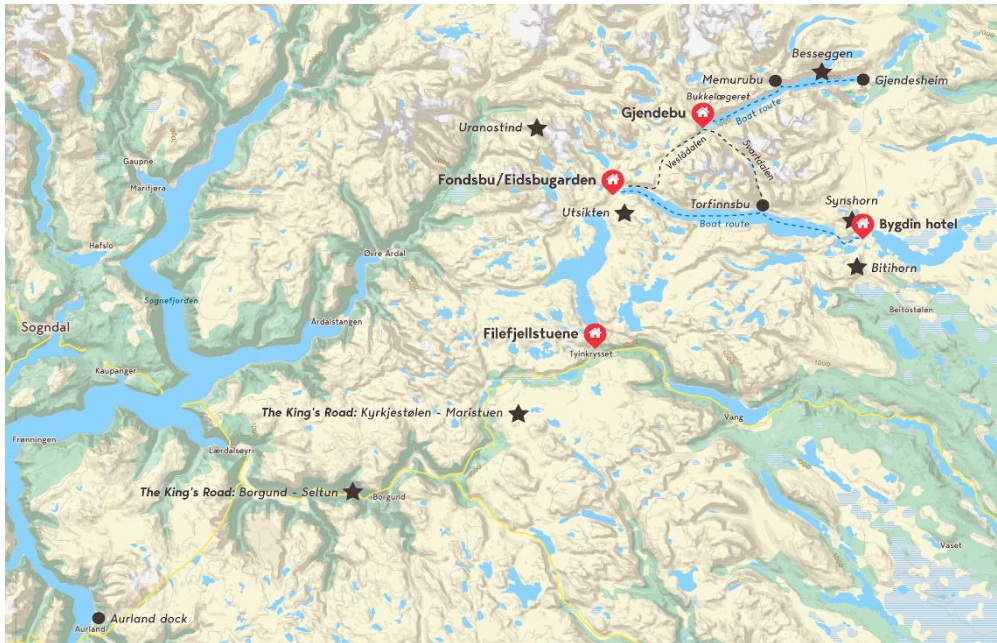 Besseggen
Memurubu
Gjendesheim
Bukkelægeret
Gjendebu
Boat route
Uranostind
Veslådalen
Svartdalen
Gaupne
Marifjøra
Fondsbu/Eidsbugarden
Torfinnsbu
Synshorn
Utsikten
Boat route
Bygdin hotel
Hafslo
Øvre Årdal
Bitihorn
Sognefjorden
Beitostølen
Sogndal
Årdalstangen
Filefjellstuene
Tyinkrysset
Kaupanger
The King's Road: Kyrkjestølen - Maristuen
Vang
Frønningen
Lærdalsøyri
The King's Road: Borgund - Seltun
Borgund
Vaset
Aurland dock
Aurland